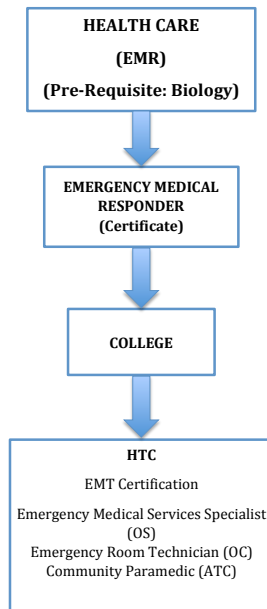 HEALTH CARE
(EMR)
(Pre-Requisite: Biology)
EMERGENCY MEDICAL
RESPONDER
(Certificate)
COLLEGE
HTC
EMT Certification
Emergency Medical Services Specialist
(OS)
Emergency Room Technician (OC)
Community Paramedic (ATC)